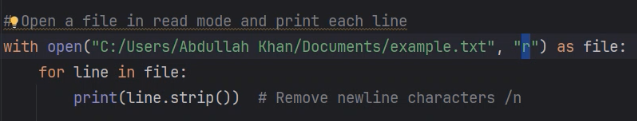 # Open a file in read mode and print each line
with open("C:/Users/Abdullah Khan/Documents/example.txt", "r") as file:
    for line in file:
        print(line.strip())  # Remove newline characters /n